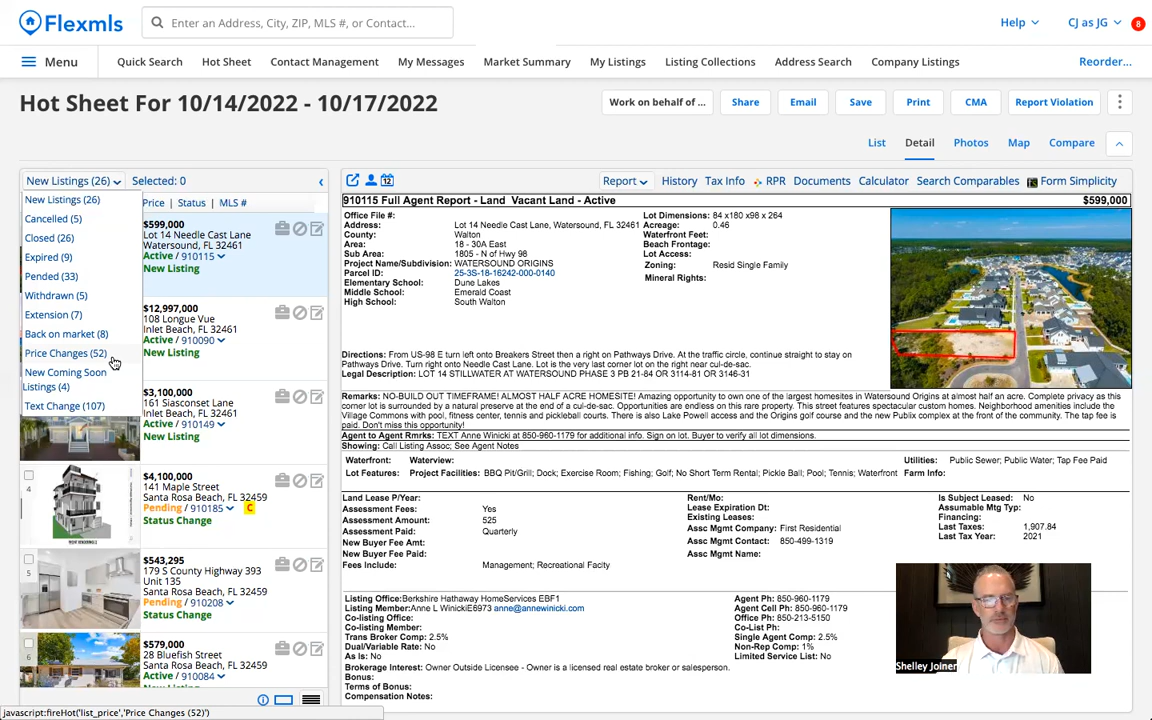 Flexmls
Enter an Address, City, ZIP, MLS #, or Contact...
Help
CJ as JG
8
Menu
Quick Search
Hot Sheet
Contact Management
My Messages
Market Summary
My Listings
Listing Collections
Address Search
Company Listings
Reorder...
Hot Sheet For 10/14/2022 - 10/17/2022
Work on behalf of ...
Share
Email
Save
Print
CMA
Report Violation
List
Detail
Photos
Map
Compare
New Listings (26)
Selected: 0
Price | Status | MLS #
New Listings (26)
Cancelled (5)
Closed (26)
Expired (9)
Pended (33)
Withdrawn (5)
Extension (7)
Back on market (8)
Price Changes (52)
New Coming Soon
Listings (4)
Text Change (107)
$599,000
Lot 14 Needle Cast Lane
Watersound, FL 32461
Active / 910115
New Listing
$12,997,000
108 Longue Vue
Inlet Beach, FL 32461
Active / 910090
New Listing
$3,100,000
161 Siasconset Lane
Inlet Beach, FL 32461
Active / 910149
New Listing
4
$4,100,000
141 Maple Street
Santa Rosa Beach, FL 32459
Pending / 910185 C
Status Change
5
$543,295
179 S County Highway 393
Unit 135
Santa Rosa Beach, FL 32459
Pending / 910208
Status Change
6
$579,000
28 Bluefish Street
Santa Rosa Beach, FL 32459
Active / 910084
javascript:fireHot('list_price','Price Changes (52)')
12
Report
History
Tax Info
RPR
Documents
Calculator
Search Comparables
Form Simplicity
910115 Full Agent Report - Land Vacant Land - Active $599,000
Office File #:
Address: Lot 14 Needle Cast Lane, Watersound, FL 32461
County: Walton
Area: 18 - 30A East
Sub Area: 1805 - N of Hwy 98
Project Name/Subdivision: WATERSOUND ORIGINS
Parcel ID: 25-3S-18-16242-000-0140
Elementary School: Dune Lakes
Middle School: Emerald Coast
High School: South Walton
Lot Dimensions: 84 x180 x98 x 264
Acreage: 0.46
Waterfront Feet:
Beach Frontage:
Lot Access:
Zoning: Resid Single Family
Mineral Rights:
Directions: From US-98 E turn left onto Breakers Street then a right on Pathways Drive. At the traffic circle, continue straight to stay on
Pathways Drive. Turn right onto Needle Cast Lane. Lot is the very last corner lot on the right near cul-de-sac.
Legal Description: LOT 14 STILLWATER AT WATERSOUND PHASE 3 PB 21-84 OR 3114-81 OR 3146-31
Remarks: NO-BUILD OUT TIMEFRAME! ALMOST HALF ACRE HOMESITE! Amazing opportunity to own one of the largest homesites in Watersound Origins at almost half an acre. Complete privacy as this
corner lot is surrounded by a natural preserve at the end of a cul-de-sac. Opportunities are endless on this rare property. This street features spectacular custom homes. Neighborhood amenities include the
Village Commons with pool, fitness center, tennis and pickleball courts. There is also Lake Powell access and the Origins golf course and the new Publix complex at the front of the community. The tap fee is
paid. Don't miss this opportunity!
Agent to Agent Rmrks: TEXT Anne Winicki at 850-960-1179 for additional info. Sign on lot. Buyer to verify all lot dimensions.
Showing: Call Listing Assoc; See Agent Notes
Waterfront: Waterview: Utilities: Public Sewer; Public Water; Tap Fee Paid
Lot Features: Project Facilities: BBQ Pit/Grill; Dock; Exercise Room; Fishing; Golf; No Short Term Rental; Pickle Ball; Pool; Tennis; Waterfront Farm Info:
Land Lease P/Year:
Assessment Fees: Yes
Assessment Amount: 525
Assessment Paid: Quarterly
New Buyer Fee Amt:
New Buyer Fee Paid:
Fees Include: Management; Recreational Facity
Rent/Mo:
Lease Expiration Dt:
Existing Leases:
Assc Mgmt Company: First Residential
Assc Mgmt Contact: 850-499-1319
Assc Mgmt Name:
Is Subject Leased: No
Assumable Mtg Typ:
Financing:
Last Taxes: 1,907.84
Last Tax Year: 2021
Listing Office: Berkshire Hathaway HomeServices EBF1
Listing Member: Anne L WinickiE6973 anne@annewinicki.com
Co-listing Office:
Co-listing Member:
Trans Broker Comp: 2.5%
Dual/Variable Rate: No
As Is: No
Agent Ph: 850-960-1179
Agent Cell Ph: 850-960-1179
Office Ph: 850-213-5150
Co-List Ph:
Single Agent Comp: 2.5%
Non-Rep Comp: 1%
Limited Service List: No
Brokerage Interest: Owner Outside Licensee - Owner is a licensed real estate broker or salesperson.
Bonus:
Terms of Bonus:
Compensation Notes:
Shelley Joiner